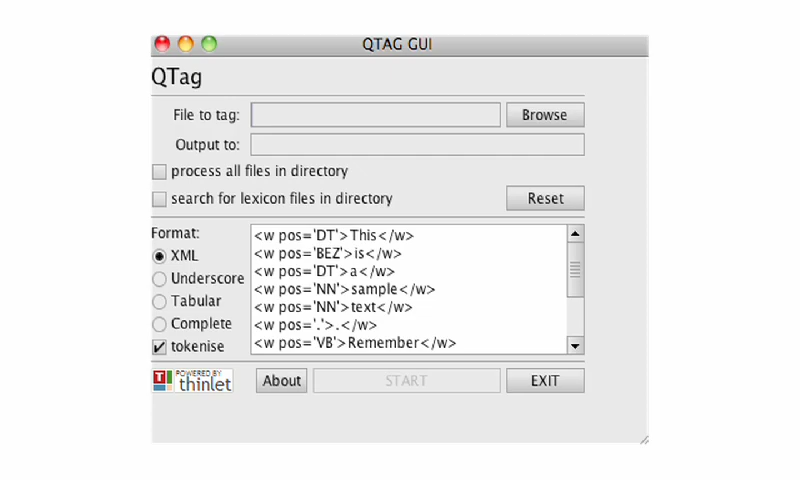 QTAG GUI
QTag
File to tag:
Browse
Output to:
process all files in directory
search for lexicon files in directory
Reset
Format:
XML
Underscore
Tabular
Complete
tokenise
<w pos='DT'>This</w>
<w pos='BEZ'>is</w>
<w pos='DT'>a</w>
<w pos='NN'>sample</w>
<w pos='NN'>text</w>
<w pos='.'>.</w>
<w pos='VB'>Remember</w>
T
POWERED BY
thinlet
About
START
EXIT